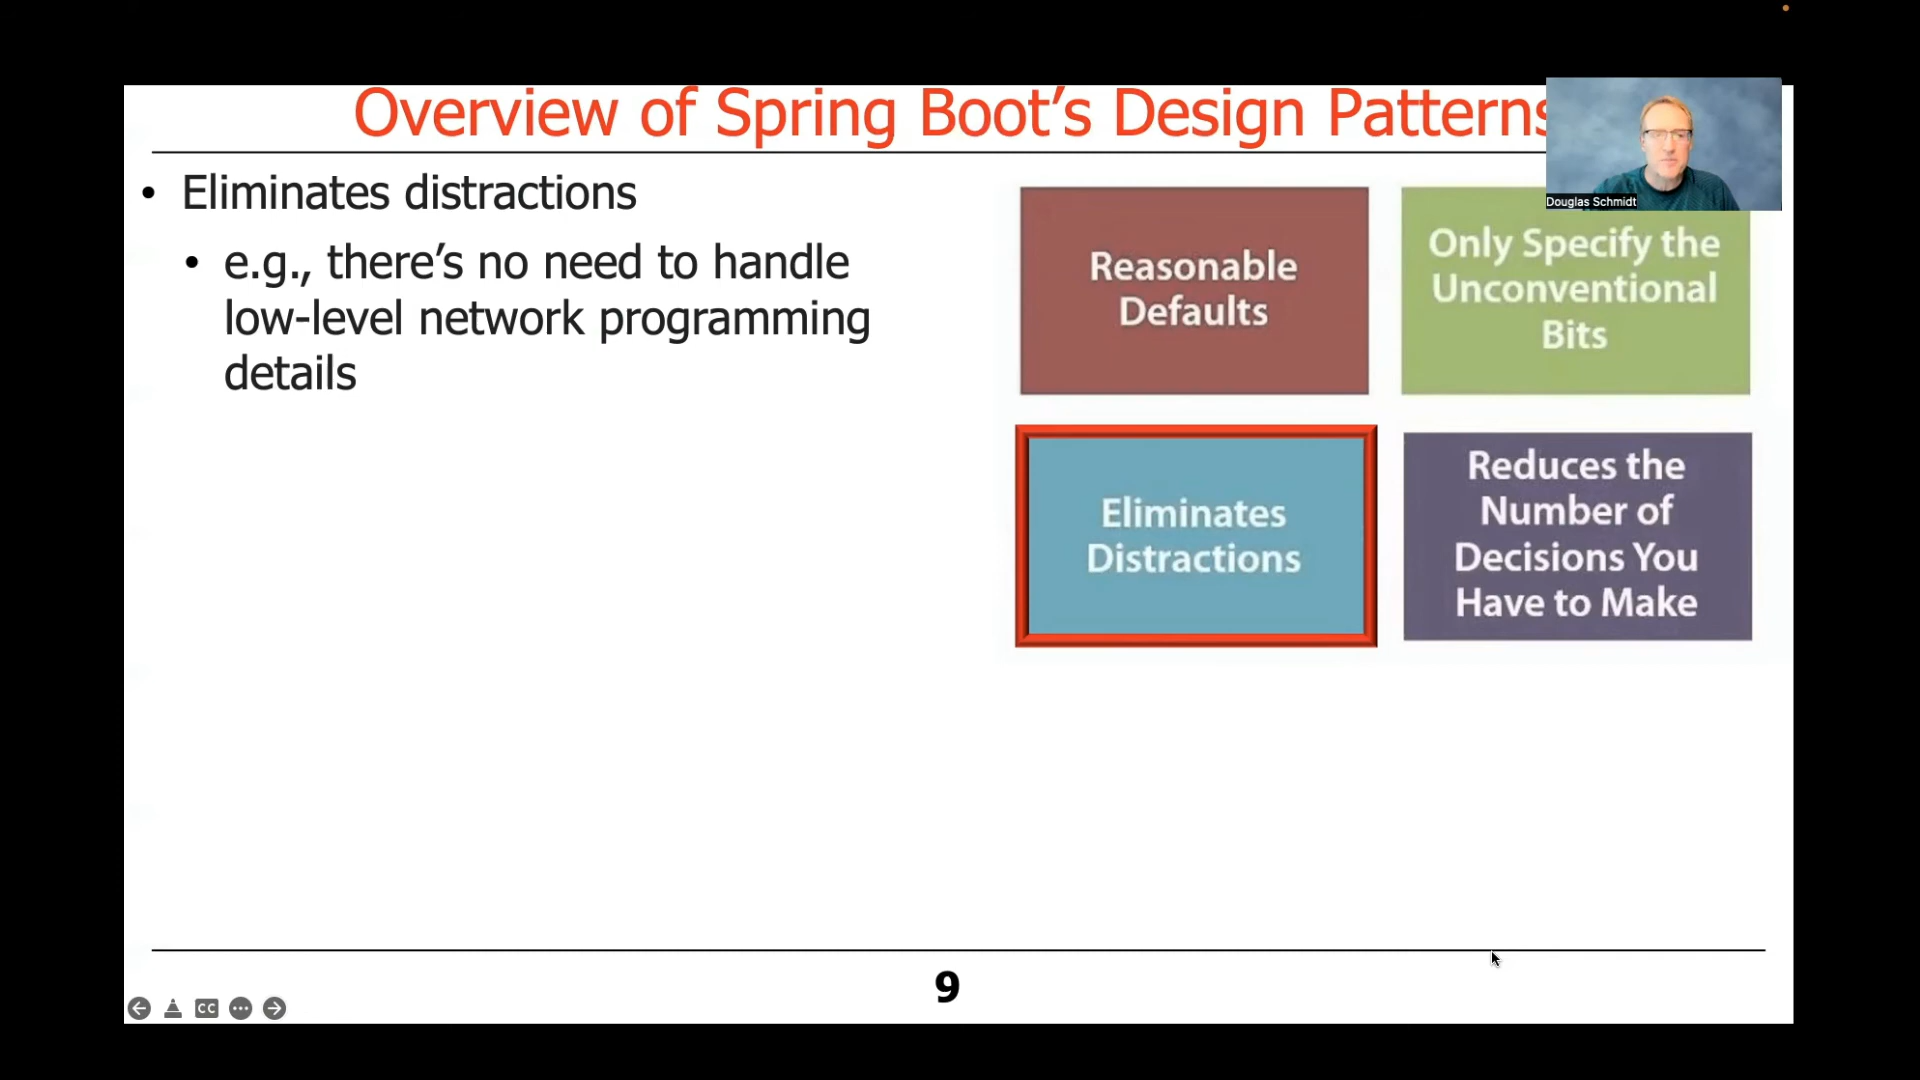 Overview of Spring Boot’s Design Patterns
Douglas Schmidt
• Eliminates distractions
• e.g., there’s no need to handle
low-level network programming
details
Reasonable
Defaults
Only Specify the
Unconventional
Bits
Eliminates
Distractions
Reduces the
Number of
Decisions You
Have to Make
9
CC